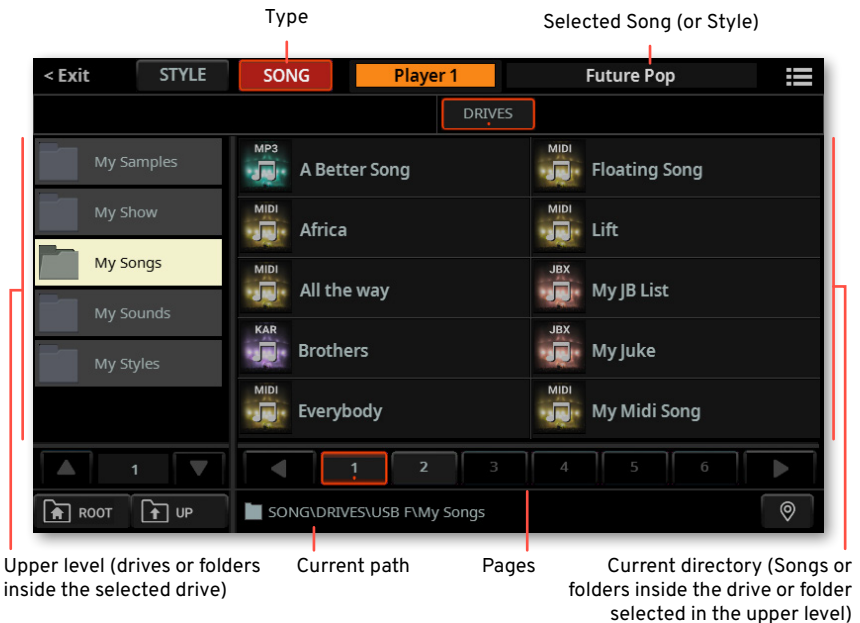 Type
Selected Song (or Style)
< Exit
STYLE
SONG
Player 1
Future Pop
DRIVES
My Samples
My Show
My Songs
My Sounds
My Styles
MP3
A Better Song
MIDI
Floating Song
MIDI
Africa
MIDI
Lift
MIDI
All the way
JBX
My JB List
KAR
Brothers
JBX
My Juke
MIDI
Everybody
MIDI
My Midi Song
1
1
2
3
4
5
6
ROOT
UP
SONG\DRIVES\USB F\My Songs
Upper level (drives or folders
inside the selected drive)
Current path
Pages
Current directory (Songs or
folders inside the drive or folder
selected in the upper level)